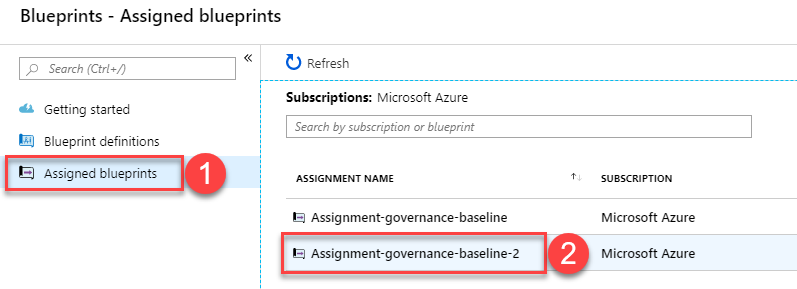 Blueprints - Assigned blueprints
Search (Ctrl+/)
«
Getting started
Blueprint definitions
Assigned blueprints
1
Refresh
Subscriptions: Microsoft Azure
Search by subscription or blueprint
ASSIGNMENT NAME ↑↓ SUBSCRIPTION
Assignment-governance-baseline Microsoft Azure
Assignment-governance-baseline-2 2 Microsoft Azure